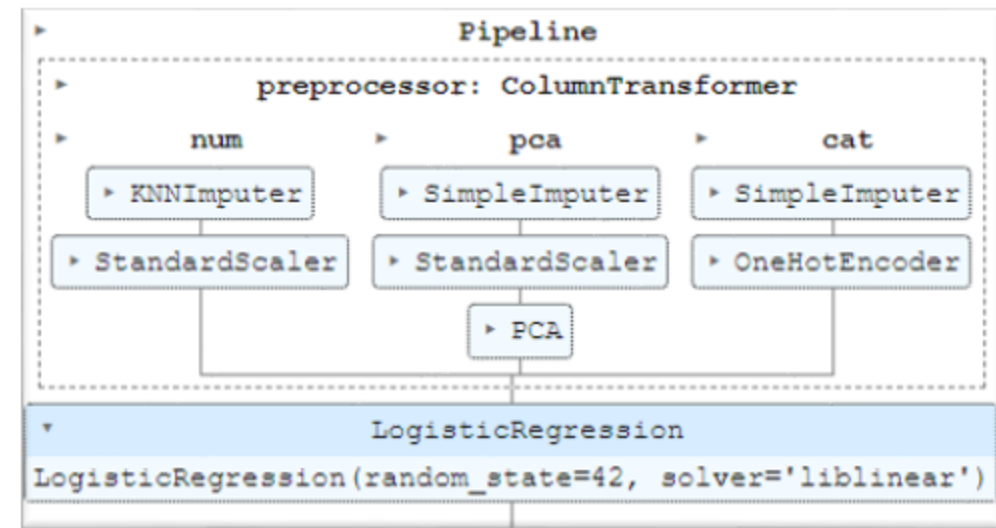 Pipeline
preprocessor: ColumnTransformer
num pca cat
KNNImputer SimpleImputer SimpleImputer
StandardScaler StandardScaler OneHotEncoder
PCA
LogisticRegression
LogisticRegression(random_state=42, solver='liblinear')